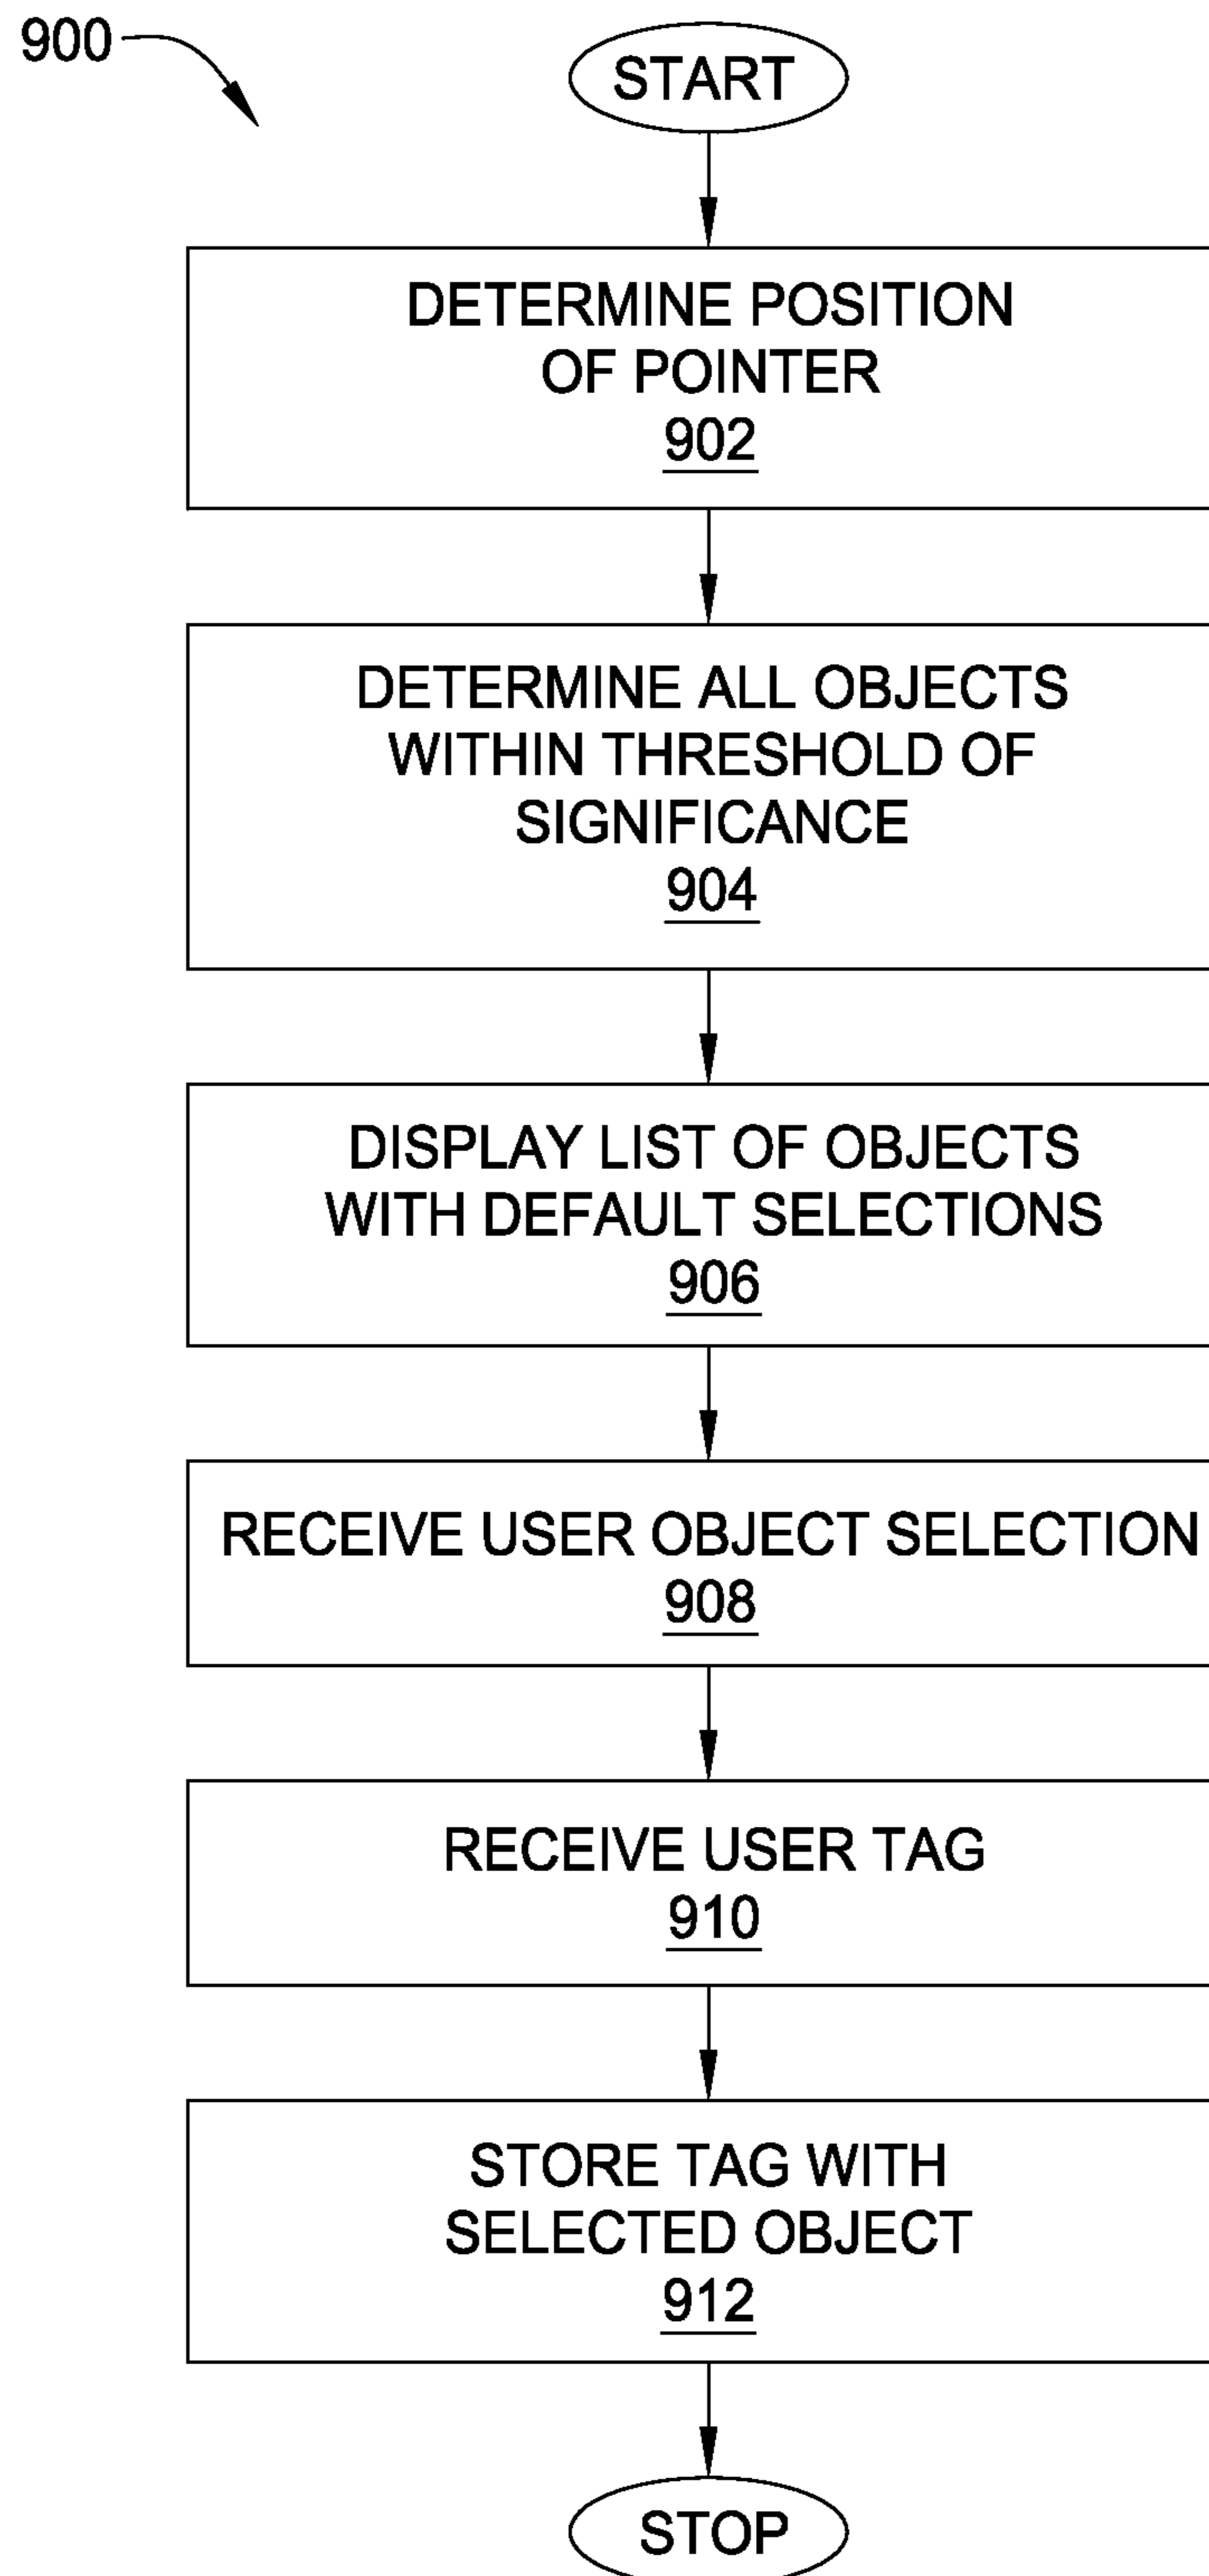 900
START
DETERMINE POSITION
OF POINTER
902
DETERMINE ALL OBJECTS
WITHIN THRESHOLD OF
SIGNIFICANCE
904
DISPLAY LIST OF OBJECTS
WITH DEFAULT SELECTIONS
906
RECEIVE USER OBJECT SELECTION
908
RECEIVE USER TAG
910
STORE TAG WITH
SELECTED OBJECT
912
STOP